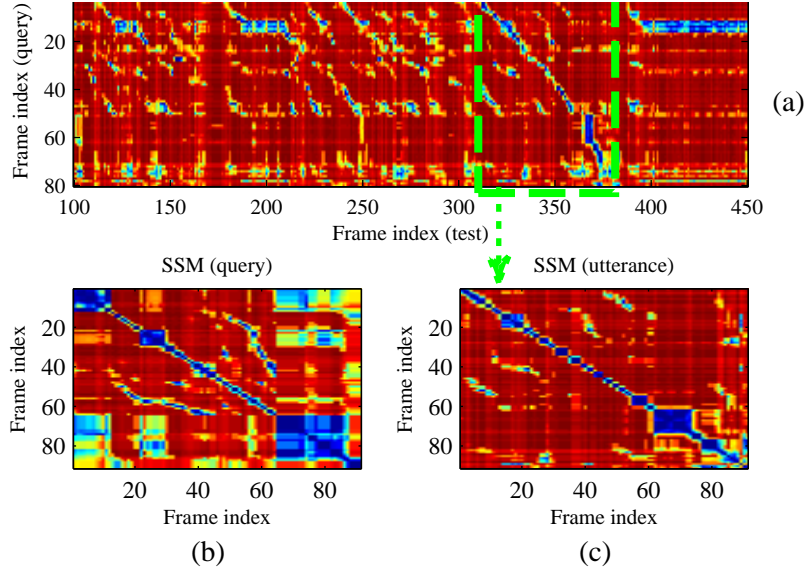 Frame index (query)
20
40
60
80
100 150 200 250 300 350 400 450
Frame index (test)
(a)
SSM (query)
Frame index
20
40
60
80
20 40 60 80
Frame index
(b)
SSM (utterance)
Frame index
20
40
60
80
20 40 60 80
Frame index
(c)